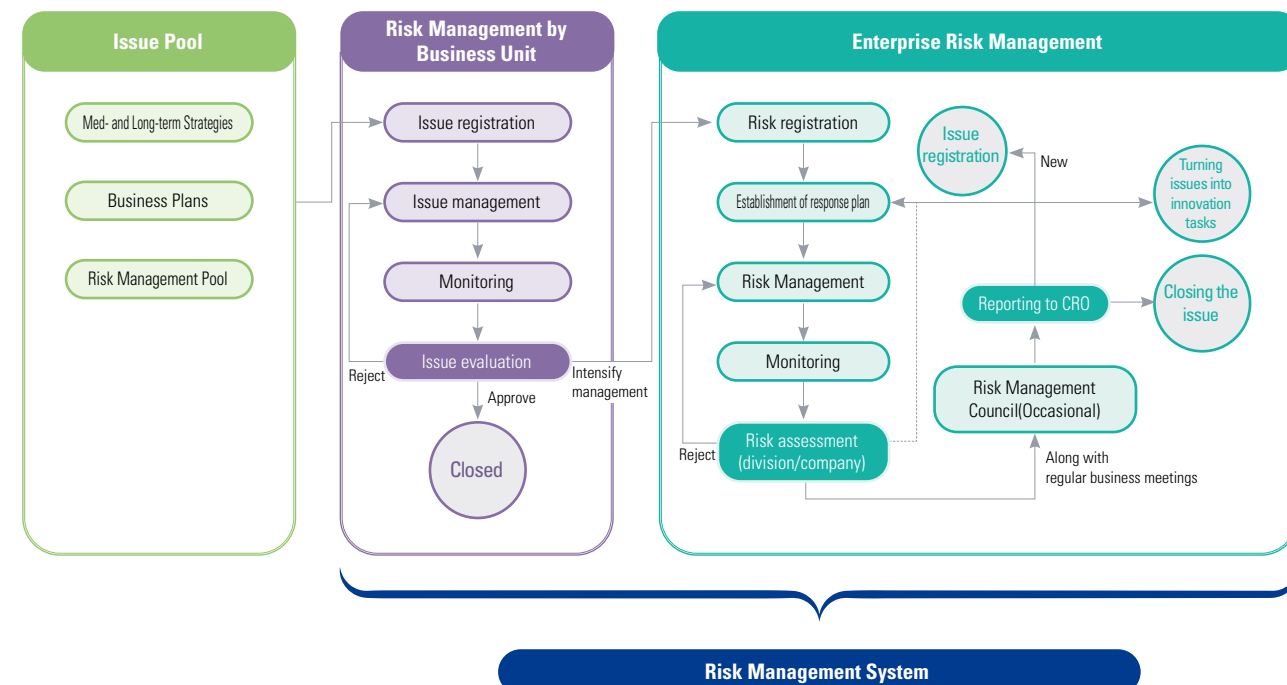 Issue Pool
Med- and Long-term Strategies
Business Plans
Risk Management Pool
Risk Management by
Business Unit
Issue registration
Issue management
Monitoring
Issue evaluation
Reject
Intensify
management
Approve
Closed
Enterprise Risk Management
Risk registration
Establishment of response plan
Risk Management
Monitoring
Risk assessment
(division/company)
Reject
Issue
registration
New
Turning
issues into
innovation
tasks
Reporting to CRO
Closing the
issue
Risk Management
Council(Occasional)
Along with
regular business meetings
Risk Management System